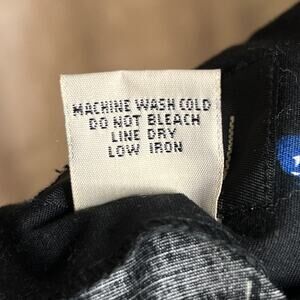 MACHINE WASH COLD
DO NOT BLEACH
LINE DRY
LOW IRON